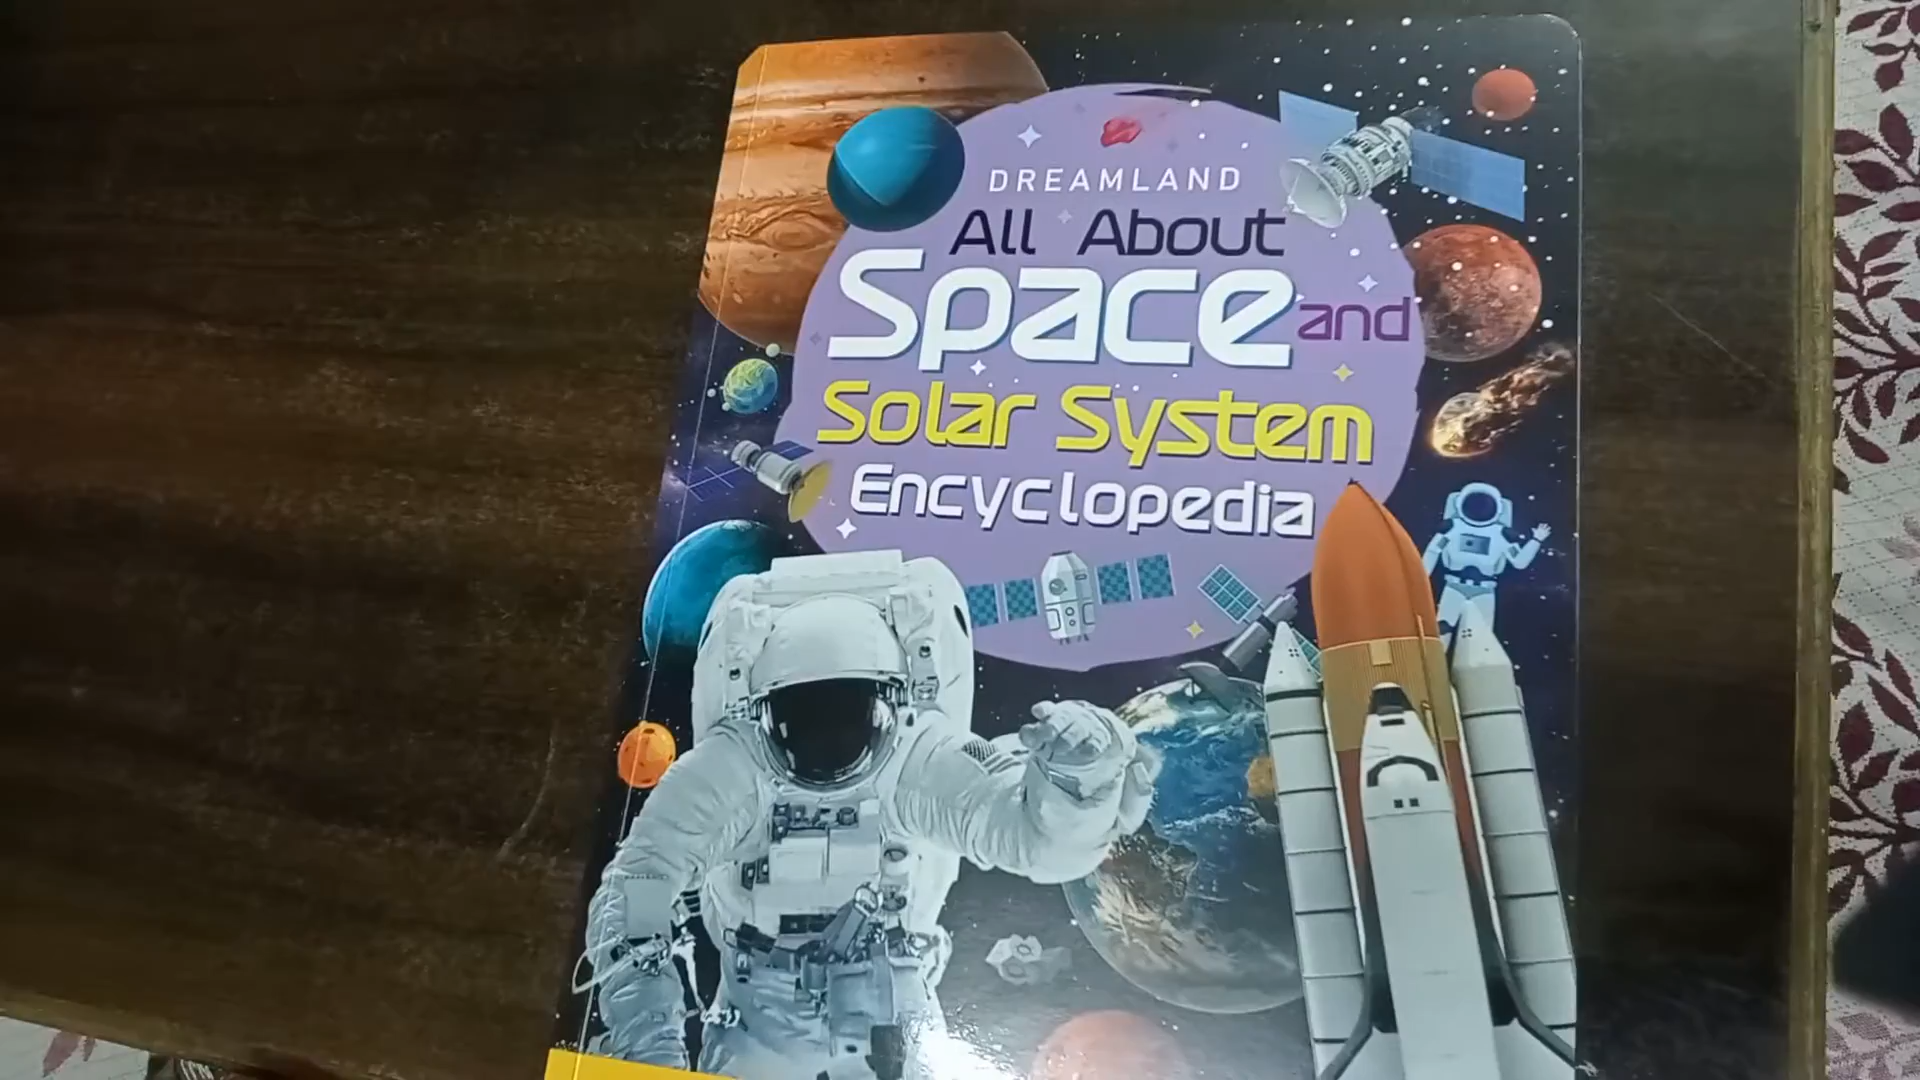 DREAMLAND
All About
Space and
Solar System
Encyclopedia